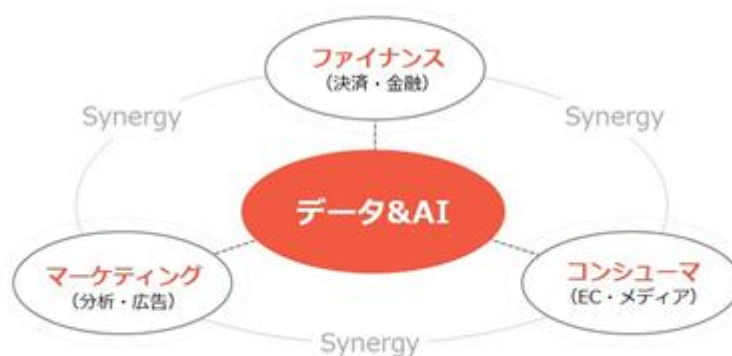 ファイナンス
(決済・金融)
Synergy
Synergy
データ&AI
マーケティング
(分析・広告)
コンシューマ
(EC・メディア)
Synergy